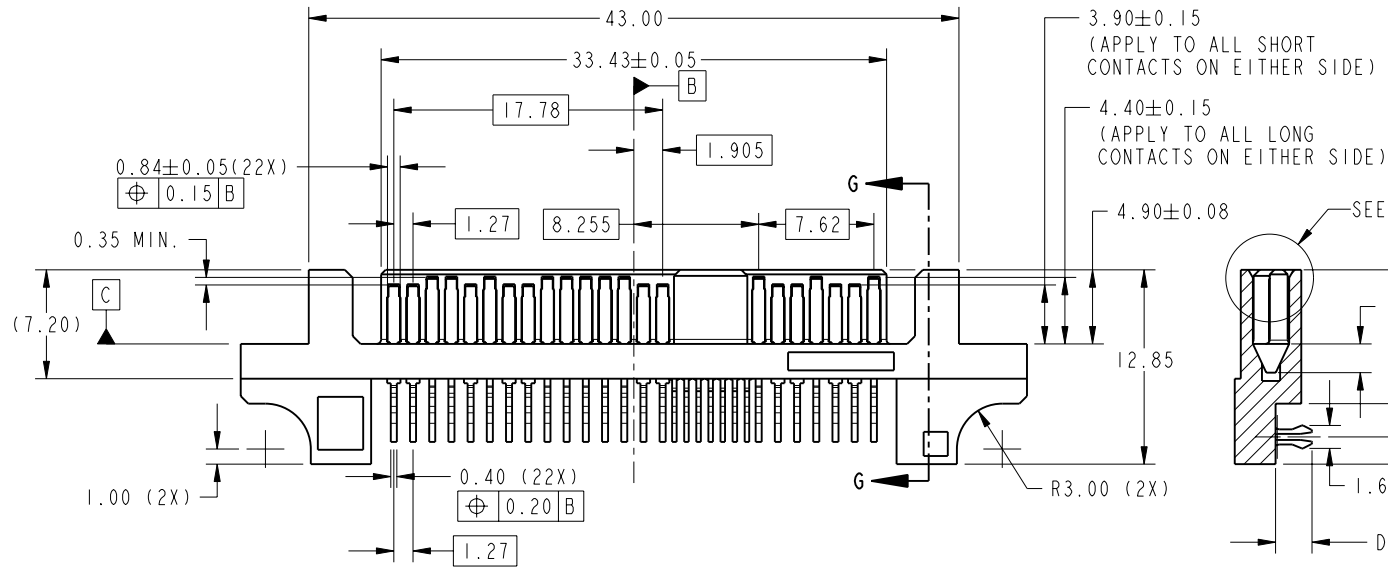 43.00
3.90±0.15
(APPLY TO ALL SHORT
CONTACTS ON EITHER SIDE)
33.43±0.05
B
17.78
4.40±0.15
(APPLY TO ALL LONG
CONTACTS ON EITHER SIDE)
1.905
0.84±0.05(22X)
⌖ 0.15 B
G
1.27
8.255
7.62
4.90±0.08
SEE
0.35 MIN.
C
(7.20)
12.85
0.40 (22X)
⌖ 0.20 B
G
R3.00 (2X)
1.00 (2X)
1.6
1.27
D